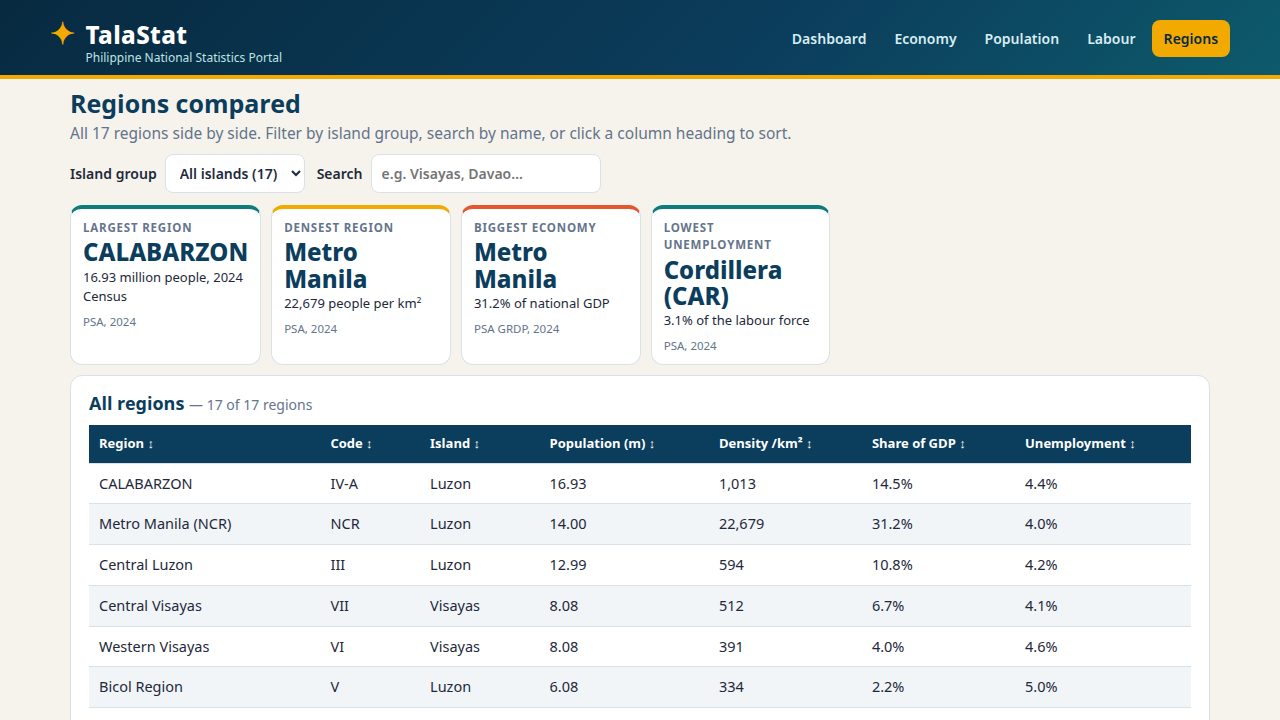 ✦ TalaStat
Philippine National Statistics Portal
Dashboard Economy Population Labour Regions
Regions compared
All 17 regions side by side. Filter by island group, search by name, or click a column heading to sort.
Island group All islands (17) Search e.g. Visayas, Davao...
LARGEST REGION
CALABARZON
16.93 million people, 2024
Census
PSA, 2024
DENSEST REGION
Metro
Manila
22,679 people per km²
PSA, 2024
BIGGEST ECONOMY
Metro
Manila
31.2% of national GDP
PSA GRDP, 2024
LOWEST
UNEMPLOYMENT
Cordillera
(CAR)
3.1% of the labour force
PSA, 2024
All regions — 17 of 17 regions
Region ↕ Code ↕ Island ↕ Population (m) ↕ Density /km² ↕ Share of GDP ↕ Unemployment ↕
CALABARZON IV-A Luzon 16.93 1,013 14.5% 4.4%
Metro Manila (NCR) NCR Luzon 14.00 22,679 31.2% 4.0%
Central Luzon III Luzon 12.99 594 10.8% 4.2%
Central Visayas VII Visayas 8.08 512 6.7% 4.1%
Western Visayas VI Visayas 8.08 391 4.0% 4.6%
Bicol Region V Luzon 6.08 334 2.2% 5.0%